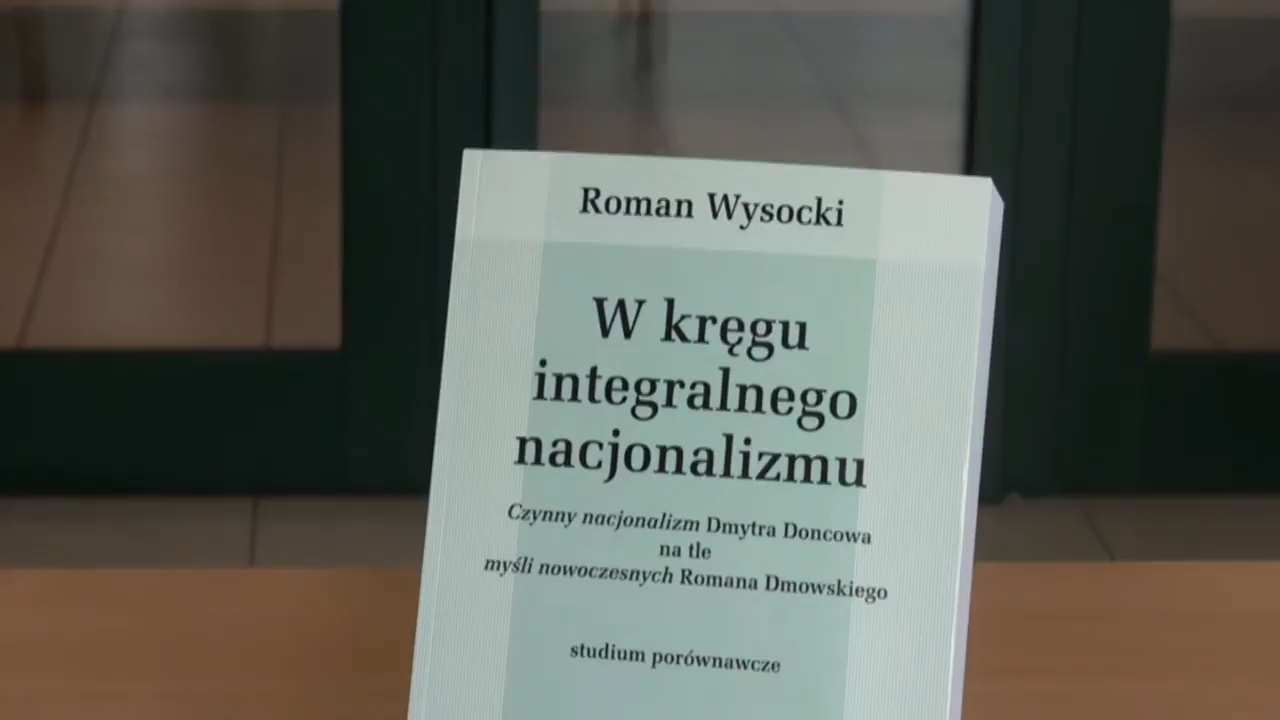 Roman Wysocki
W kręgu
integralnego
nacjonalizmu
Czynny nacjonalizm Dmytra Doncowa
na tle
myśli nowoczesnych Romana Dmowskiego
studium porównawcze